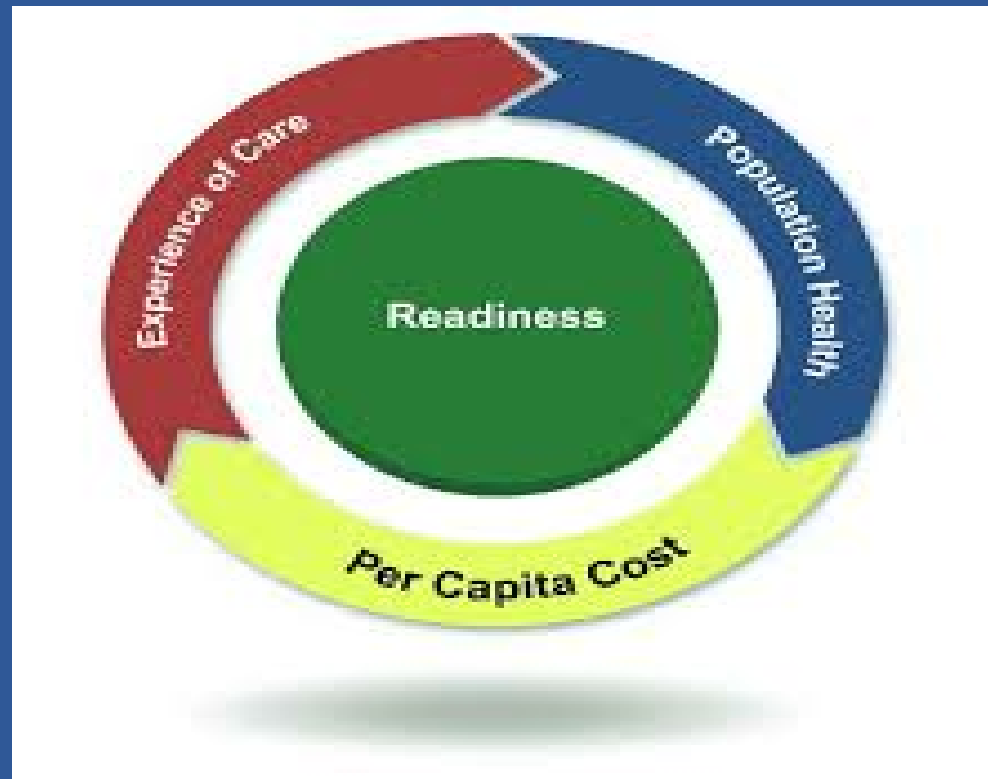 Experience of Care
Population Health
Readiness
Per Capita Cost